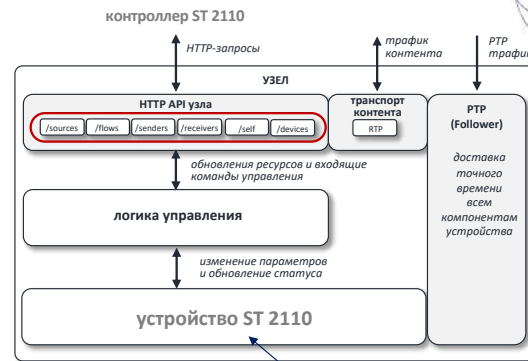 контроллер ST 2110
HTTP-запросы
трафик
контента
PTP
трафик
УЗЕЛ
HTTP API узла
/sources /flows /senders /receivers /self /devices
транспорт
контента
RTP
PTP
(Follower)
доставка
точного
времени
всем
компонентам
устройства
обновления ресурсов и входящие
команды управления
логика управления
изменение параметров
и обновление статуса
устройство ST 2110